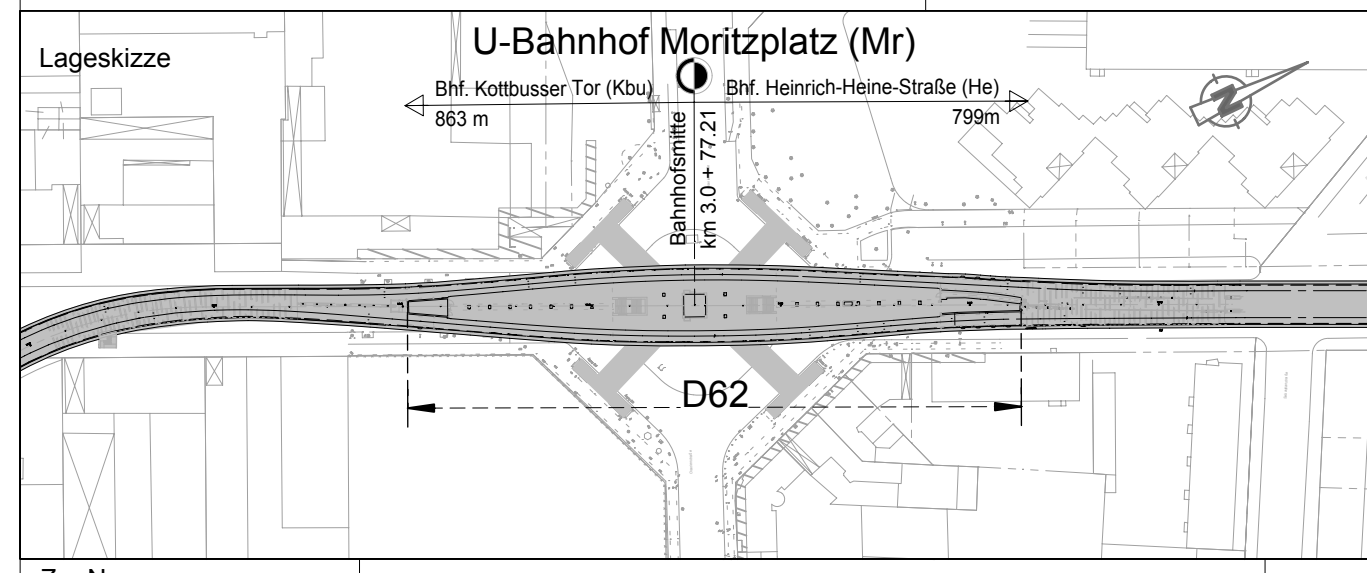 U-Bahnhof Moritzplatz (Mr)
Lageskizze
Bhf. Kottbusser Tor (Kbu)
Bhf. Heinrich-Heine-Straße (He)
863 m
799m
Bahnhofsmitte
km 3.0 + 77.21
N
D62